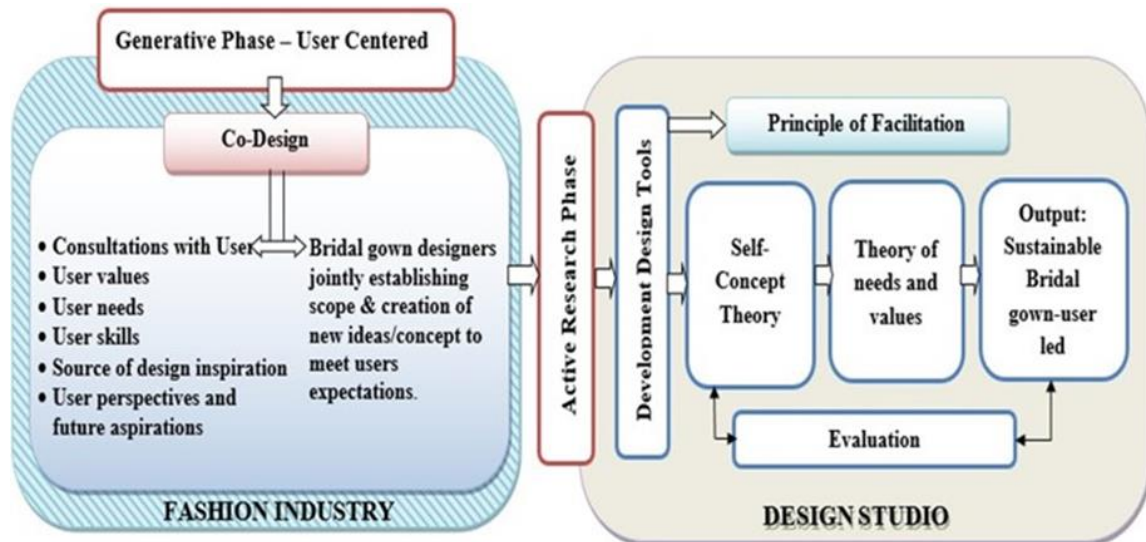 Generative Phase – User Centered
Co-Design
• Consultations with User
• User values
• User needs
• User skills
• Source of design inspiration
• User perspectives and
future aspirations
Bridal gown designers
jointly establishing
scope & creation of
new ideas/concept to
meet users
expectations.
FASHION INDUSTRY
Active Research Phase
Development Design Tools
Principle of Facilitation
Self-
Concept
Theory
Theory of
needs and
values
Output:
Sustainable
Bridal
gown-user
led
Evaluation
DESIGN STUDIO